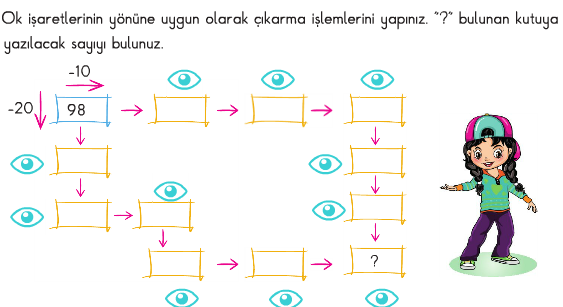 Ok işaretlerinin yönüne uygun olarak çıkarma işlemlerini yapınız. "?" bulunan kutuya
yazılacak sayıyı bulunuz.
-10
-20
98
?